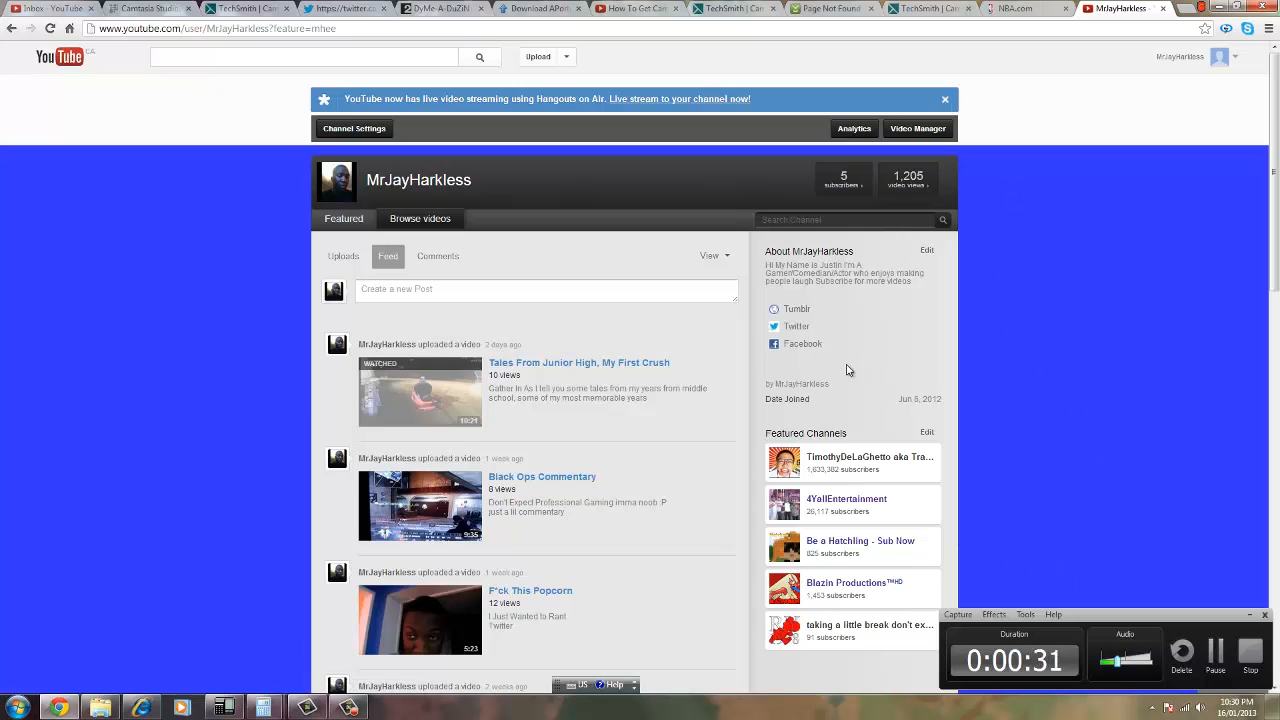 Inbox - YouTube
Camtasia Studio
TechSmith | Cam
https://twitter.co
DyMe-A-DuZiN
Download APort
How To Get Cam
TechSmith | Cam
Page Not Found
TechSmith | Cam
NBA.com
MrJayHarkless -
www.youtube.com/user/MrJayHarkless?feature=mhee
YouTube CA
Upload
MrJayHarkless
YouTube now has live video streaming using Hangouts on Air. Live stream to your channel now!
Channel Settings
Analytics
Video Manager
MrJayHarkless
5
subscribers
1,205
video views
Featured
Browse videos
Search Channel
Uploads
Feed
Comments
View
Create a new Post
MrJayHarkless uploaded a video 2 days ago
WATCHED
10:21
Tales From Junior High, My First Crush
10 views
Gather In As I tell you some tales from my years from middle
school, some of my most memorable years
MrJayHarkless uploaded a video 1 week ago
9:35
Black Ops Commentary
8 views
Don't Expect Professional Gaming imma noob :P
just a lil commentary
MrJayHarkless uploaded a video 1 week ago
5:23
F*ck This Popcorn
12 views
I Just Wanted to Rant
Twitter
MrJayHarkless uploaded a video 2 weeks ago
About MrJayHarkless
Edit
Hi My Name is Justin I'm A
Gamer/Comedian/Actor who enjoys making
people laugh Subscribe for more videos
Tumblr
Twitter
Facebook
by MrJayHarkless
Date Joined
Jun 5, 2012
Featured Channels
Edit
TimothyDeLaGhetto aka Tra...
1,633,382 subscribers
4YallEntertainment
26,117 subscribers
Be a Hatchling - Sub Now
825 subscribers
Blazin Productions™HD
1,453 subscribers
taking a little break don't ex...
91 subscribers
Capture Effects Tools Help
Duration
0:00:31
Audio
Delete
Pause
Stop
US
Help
10:30 PM
16/01/2013